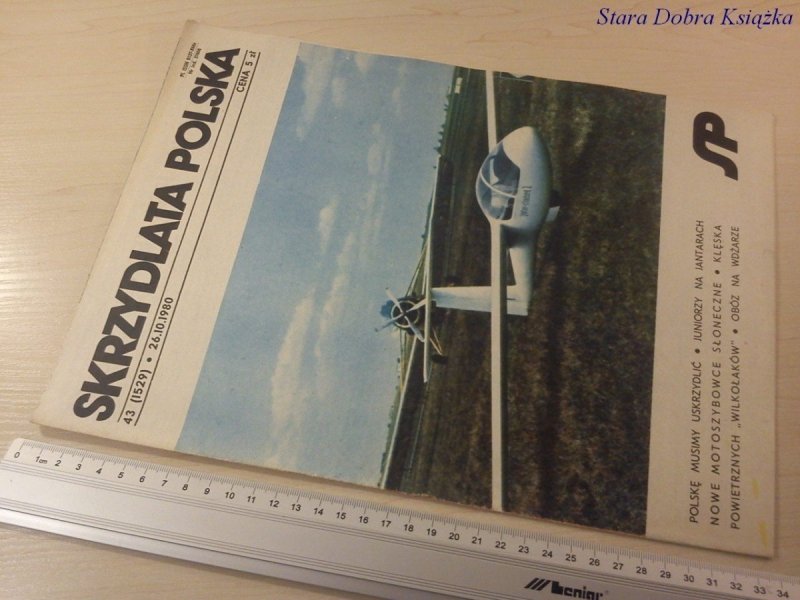 Stara Dobra Książka
SKRZYDLATA POLSKA
43 (1529) • 26.10.1980
CENA 5 zł
SP
POLSKĘ MUSIMY USKRZYDLIĆ • JUNIORZY NA JANTARACH
NOWE MOTOSZYBOWCE SŁONECZNE • KLĘSKA
POWIETRZNYCH „WILKOŁAKÓW" • OBÓZ NA WDŻARZE
0 1cm 2 3 4 5 6 7 8 9 10 11 12 13 14 15 16 17 18 19 20 21 22 23 24 25 26 27 28 29 30 31 32 33 34